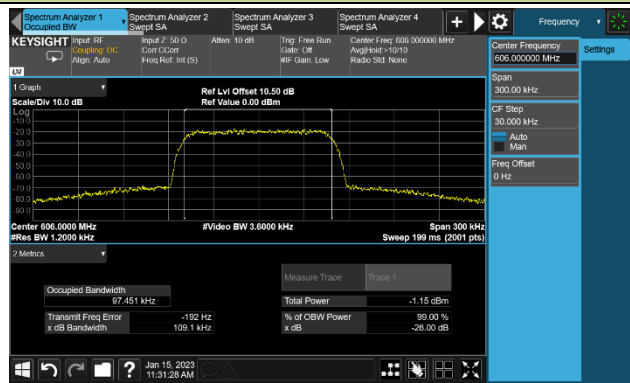 Spectrum Analyzer 1
Occupied BW
Spectrum Analyzer 2
Swept SA
Spectrum Analyzer 3
Swept SA
Spectrum Analyzer 4
Swept SA
Frequency
KEYSIGHT
Input: RF
Coupling: DC
Align: Auto
Input Z: 50 Ω
Corr CCorr
Freq Ref: Int (S)
Atten: 10 dB
Trig: Free Run
Gate: Off
#IF Gain: Low
Center Freq: 606.000000 MHz
Avg|Hold:>10/10
Radio Std: None
LXI
Center Frequency
606.000000 MHz
Settings
Span
300.00 kHz
CF Step
30.000 kHz
Auto
Man
Freq Offset
0 Hz
1 Graph
Scale/Div 10.0 dB
Ref Lvl Offset 10.50 dB
Ref Value 0.00 dBm
Log
-10.0
-20.0
-30.0
-40.0
-50.0
-60.0
-70.0
-80.0
-90.0
Center 606.0000 MHz
#Res BW 1.2000 kHz
#Video BW 3.6000 kHz
Span 300 kHz
Sweep 199 ms (2001 pts)
2 Metrics
Measure Trace
Trace 1
Occupied Bandwidth
97.451 kHz
Total Power
-1.15 dBm
Transmit Freq Error
-192 Hz
% of OBW Power
99.00 %
x dB Bandwidth
109.1 kHz
x dB
-26.00 dB
?
Jan 15, 2023
11:31:28 AM